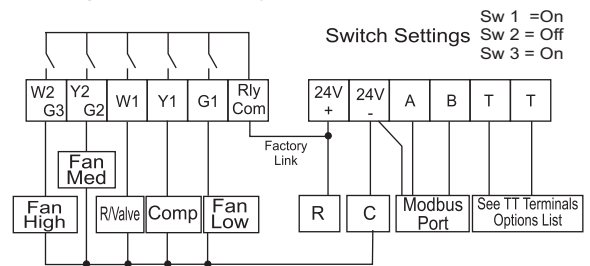 Switch Settings
Sw 1 =On
Sw 2 = Off
Sw 3 = On
W2 G3
Y2 G2
W1
Y1
G1
Rly Com
24V +
24V -
A
B
T
T
Factory Link
Fan High
Fan Med
R/Valve
Comp
Fan Low
R
C
Modbus Port
See TT Terminals
Options List